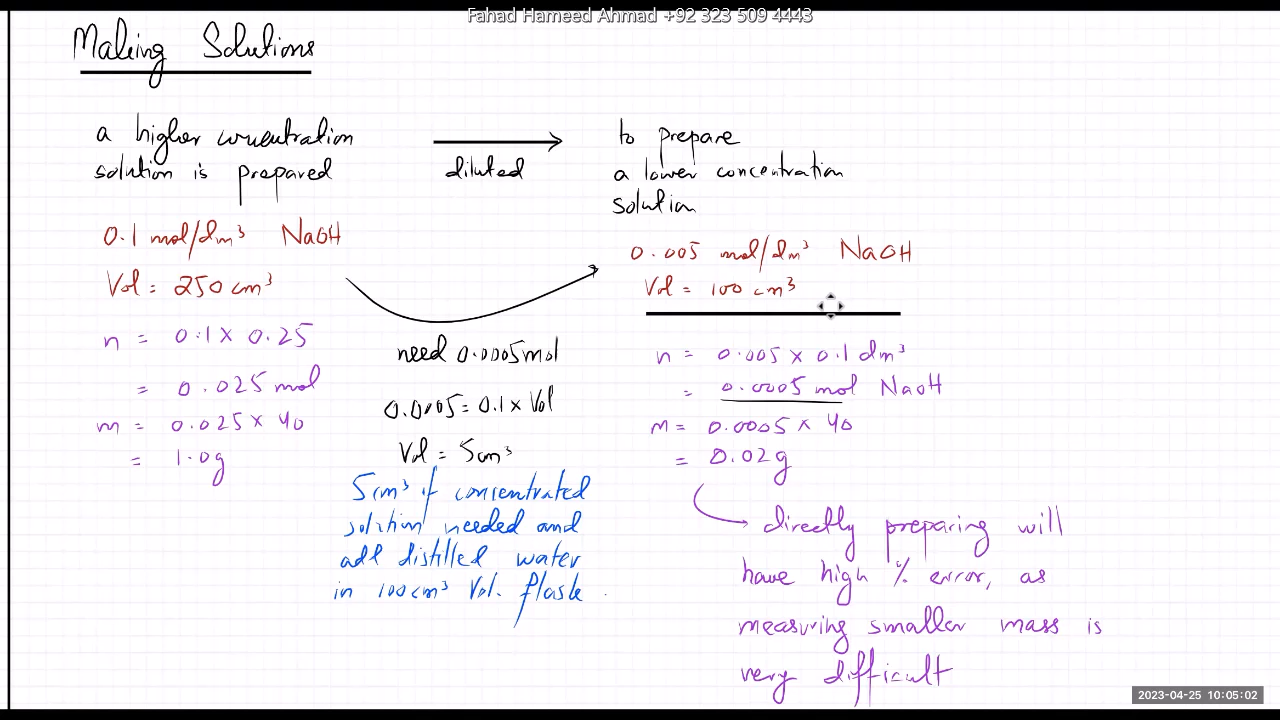 Fahad Hameed Ahmad +92 323 509 4443
Making Solutions
a higher concentration
solution is prepared
diluted
to prepare
a lower concentration
solution
0.1 mol/dm³ NaOH
Vol = 250 cm³
n = 0.1 x 0.25
= 0.025 mol
m = 0.025 x 40
= 1.0g
need 0.0005mol
0.0005 = 0.1 x Vol
Vol = 5cm³
5cm³ of concentrated
solution needed and
add distilled water
in 100cm³ Vol. flask.
0.005 mol/dm³ NaOH
Vol = 100 cm³
n = 0.005 x 0.1 dm³
= 0.0005 mol NaOH
m = 0.0005 x 40
= 0.02g
directly preparing will
have high % error, as
measuring smaller mass is
very difficult
2023-04-25 10:05:02